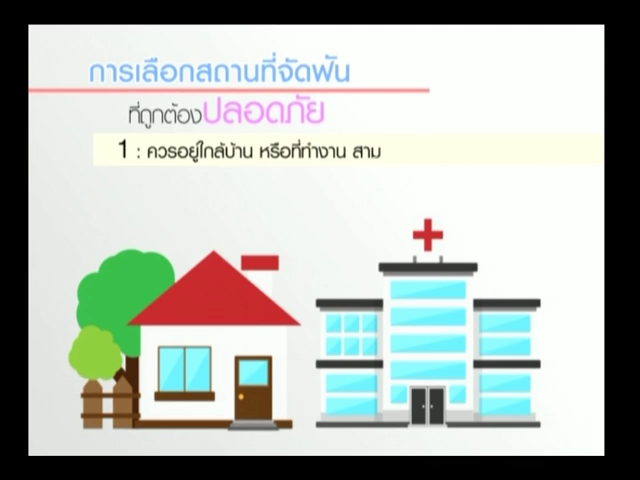 การเลือกสถานที่จัดฟัน
ที่ถูกต้องปลอดภัย
1 : ควรอยู่ใกล้บ้าน หรือที่ทำงาน สาม